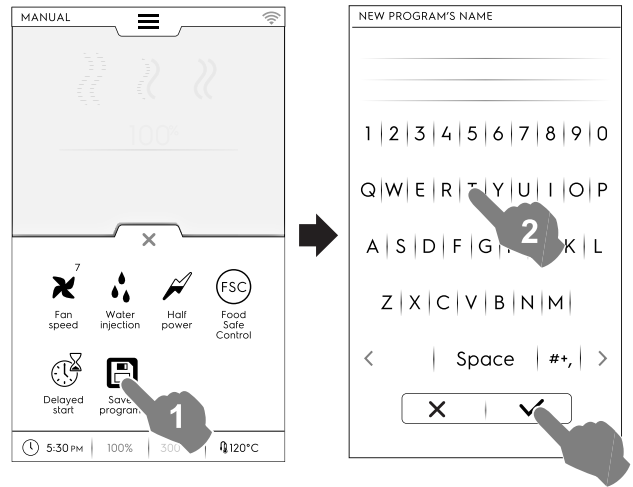 MANUAL
100°
7
Fan speed
Water injection
Half power
FSC
Food Safe Control
Delayed start
Save program
1
5:30 PM 100% 300 120°C
NEW PROGRAM'S NAME
1 2 3 4 5 6 7 8 9 0
Q W E R T Y U I O P
2
A S D F G K L
Z X C V B N M
< Space #+, >